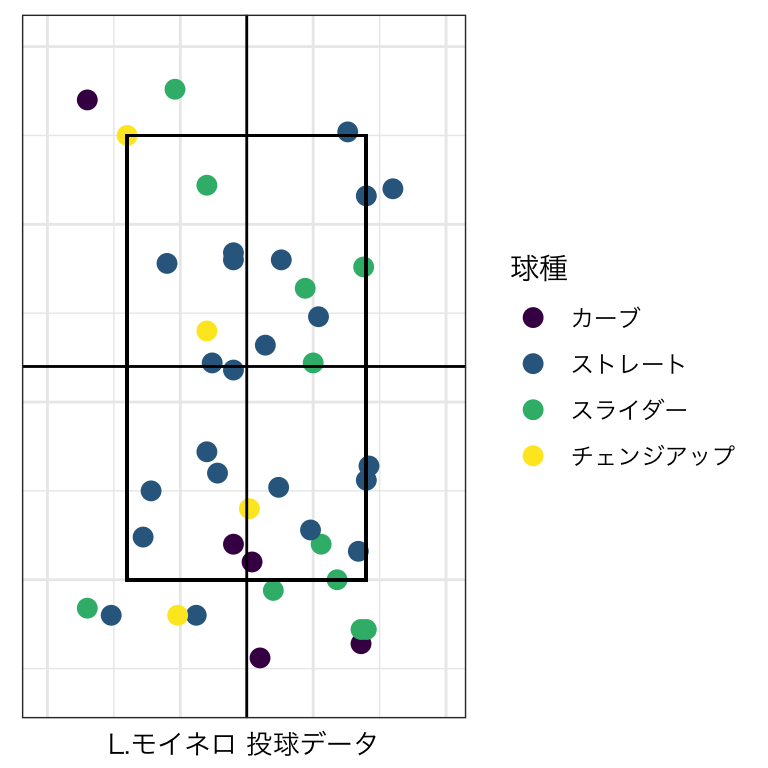 球種
カーブ
ストレート
スライダー
チェンジアップ
L.モイネロ 投球データ